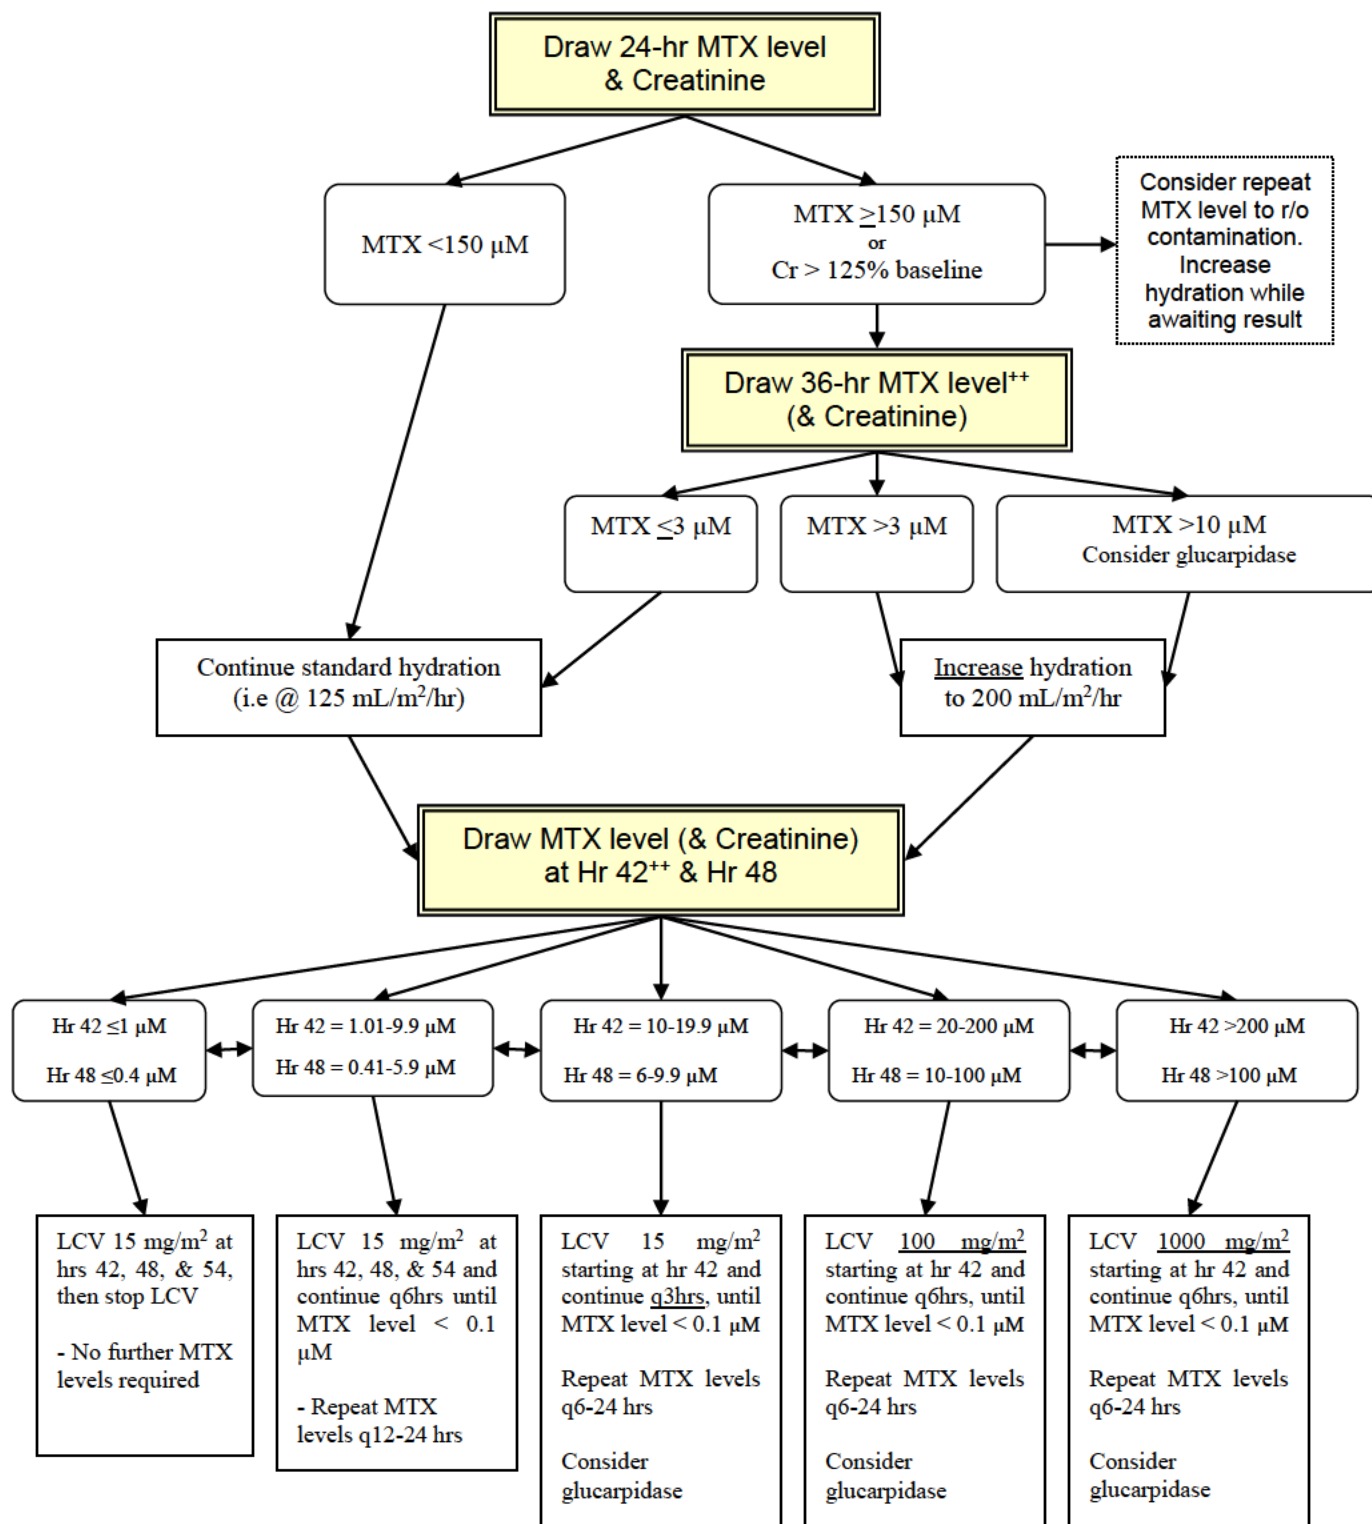 Draw 24-hr MTX level
& Creatinine
MTX <150 µM
MTX ≥150 µM
or
Cr > 125% baseline
Consider repeat
MTX level to r/o
contamination.
Increase
hydration while
awaiting result
Draw 36-hr MTX level⁺⁺
(& Creatinine)
MTX ≤3 µM
MTX >3 µM
MTX >10 µM
Consider glucarpidase
Continue standard hydration
(i.e @ 125 mL/m²/hr)
Increase hydration
to 200 mL/m²/hr
Draw MTX level (& Creatinine)
at Hr 42⁺⁺ & Hr 48
Hr 42 ≤1 µM
Hr 48 ≤0.4 µM
Hr 42 = 1.01-9.9 µM
Hr 48 = 0.41-5.9 µM
Hr 42 = 10-19.9 µM
Hr 48 = 6-9.9 µM
Hr 42 = 20-200 µM
Hr 48 = 10-100 µM
Hr 42 >200 µM
Hr 48 >100 µM
LCV 15 mg/m² at
hrs 42, 48, & 54,
then stop LCV
- No further MTX
levels required
LCV 15 mg/m² at
hrs 42, 48, & 54 and
continue q6hrs until
MTX level < 0.1
µM
- Repeat MTX
levels q12-24 hrs
LCV 15 mg/m²
starting at hr 42 and
continue q3hrs, until
MTX level < 0.1 µM
Repeat MTX levels
q6-24 hrs
Consider
glucarpidase
LCV 100 mg/m²
starting at hr 42 and
continue q6hrs, until
MTX level < 0.1 µM
Repeat MTX levels
q6-24 hrs
Consider
glucarpidase
LCV 1000 mg/m²
starting at hr 42 and
continue q6hrs, until
MTX level < 0.1 µM
Repeat MTX levels
q6-24 hrs
Consider
glucarpidase